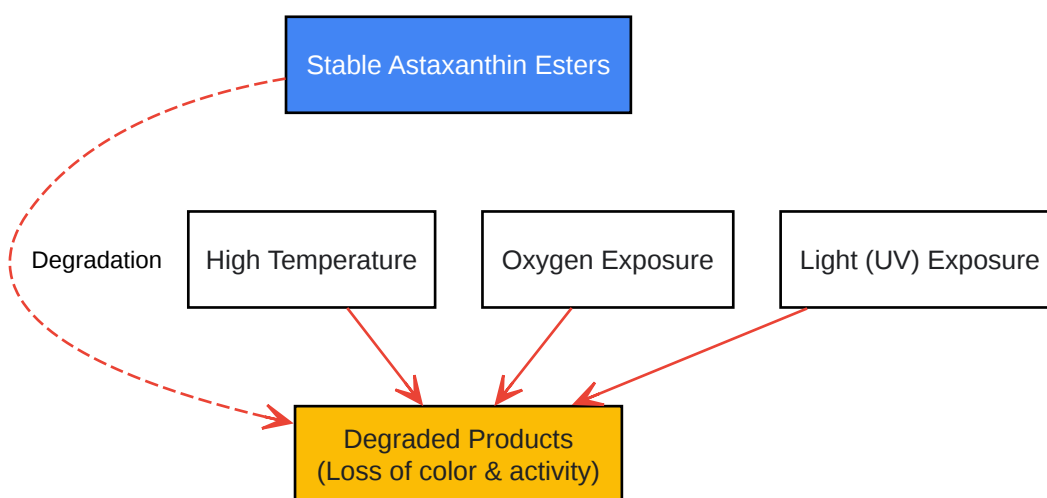 Stable Astaxanthin Esters
Degradation
High Temperature
Oxygen Exposure
Light (UV) Exposure
Degraded Products
(Loss of color & activity)